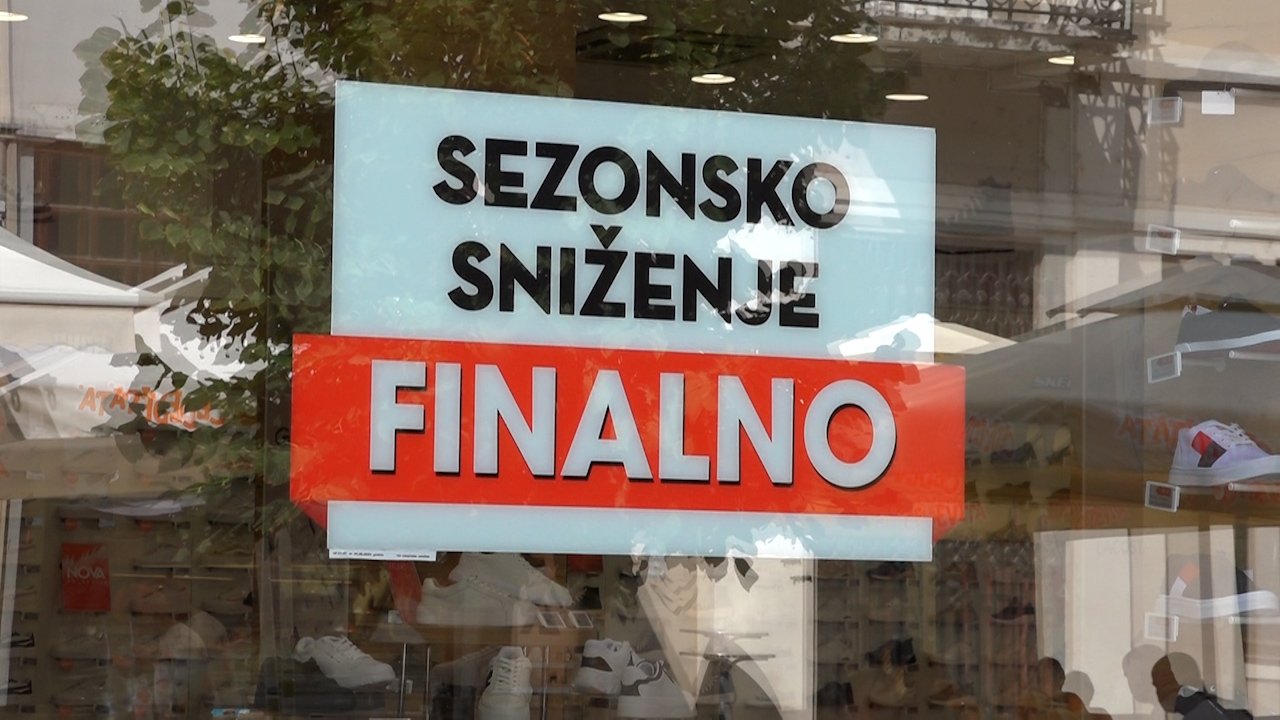 SEZONSKO
SNIŽENJE
FINALNO
NOVA